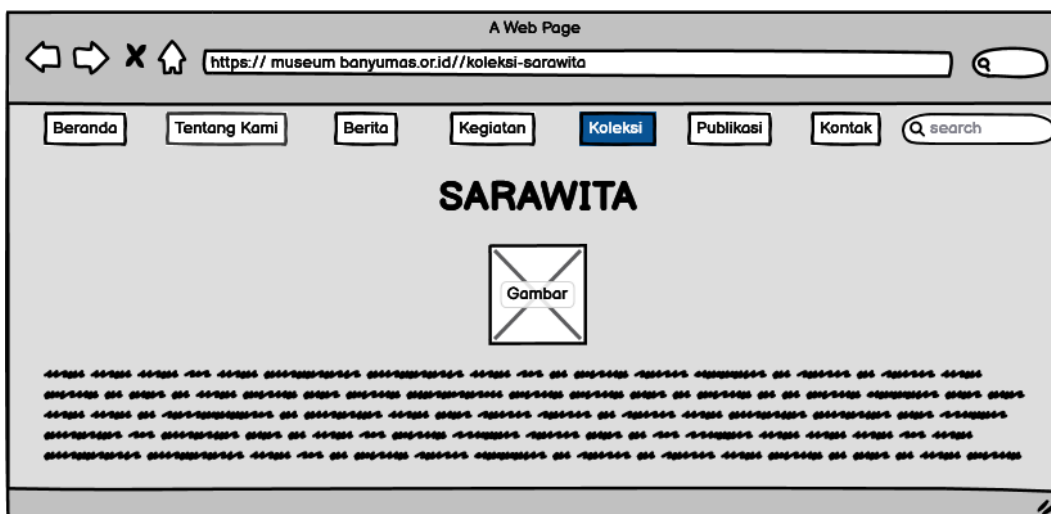 A Web Page
https:// museum banyumas.or.id//koleksi-sarawita
Beranda Tentang Kami Berita Kegiatan Koleksi Publikasi Kontak search
SARAWITA
Gambar